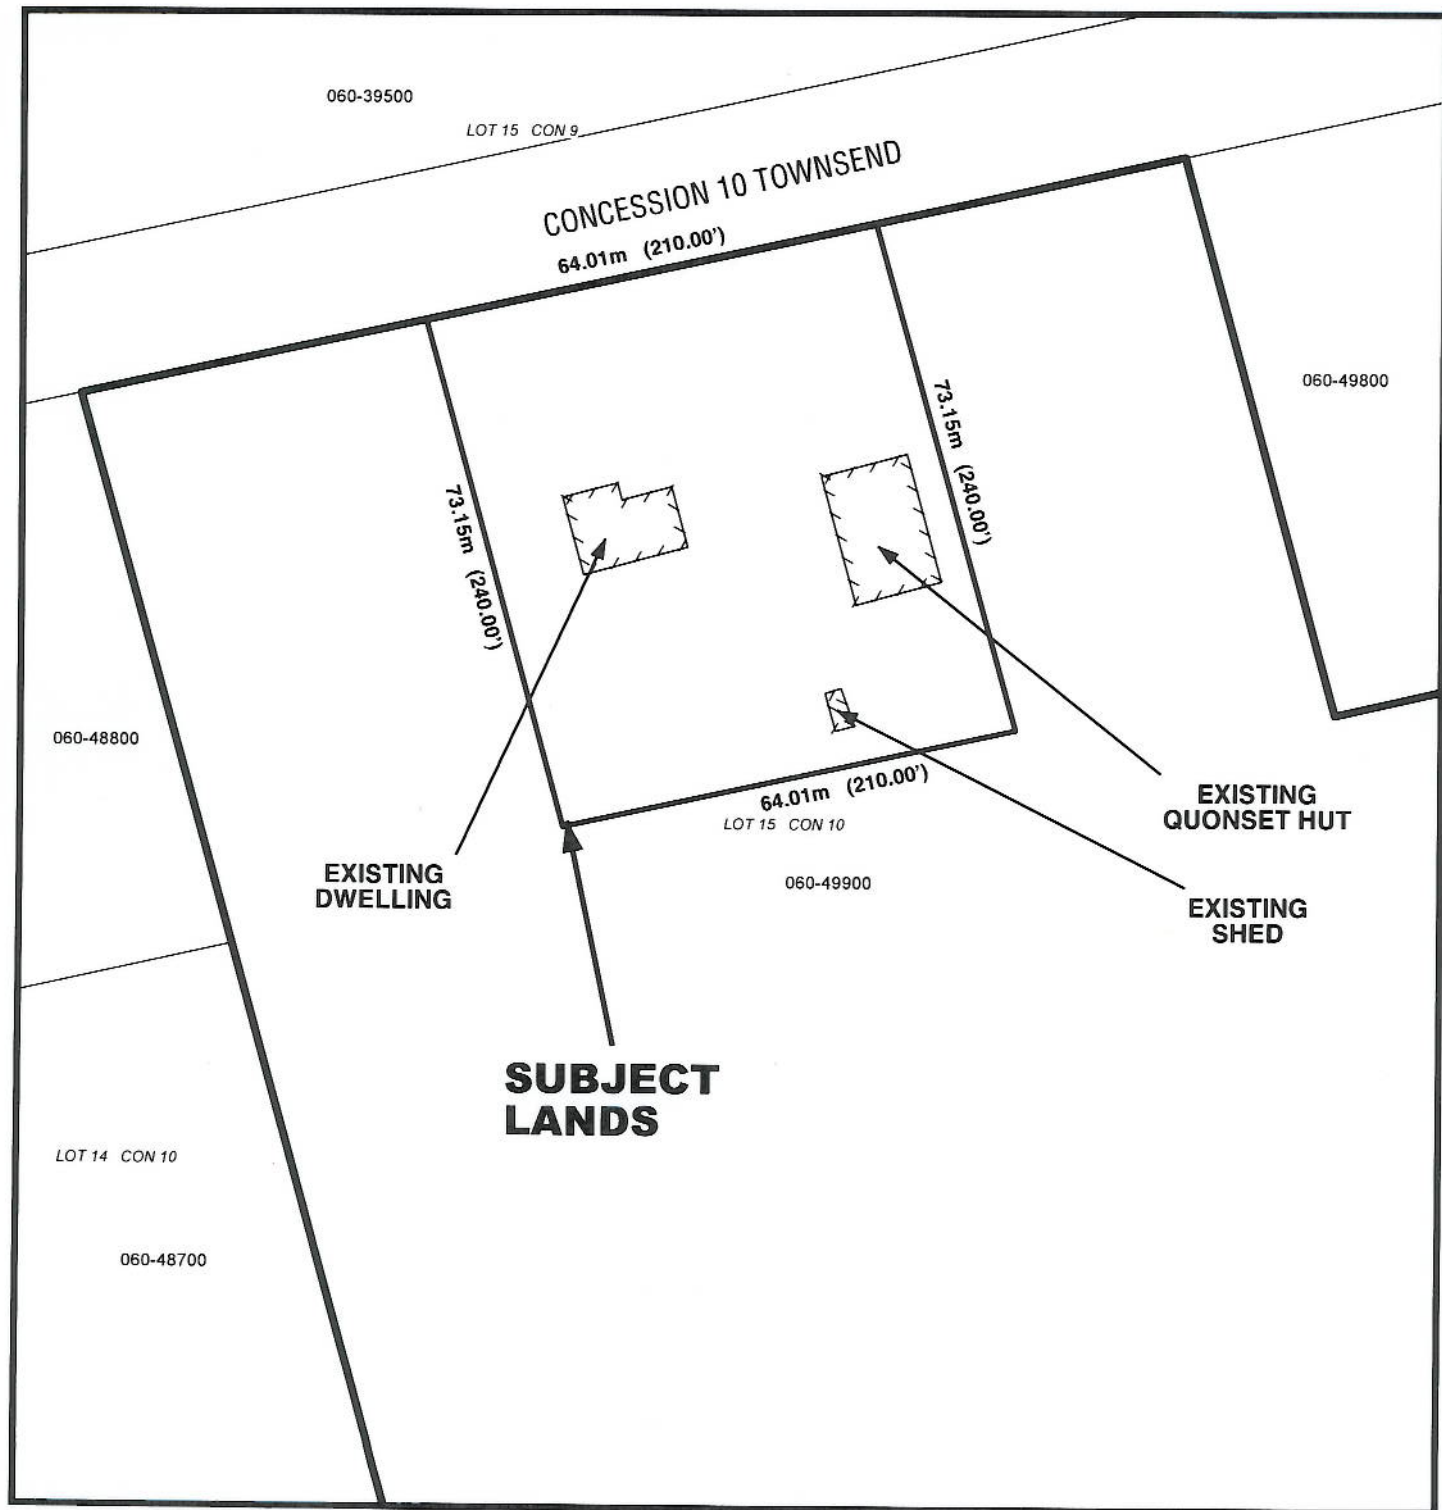 060-39500
LOT 15 CON 9
CONCESSION 10 TOWNSEND
64.01m (210.00')
060-49800
73.15m (240.00')
73.15m (240.00')
060-48800
64.01m (210.00')
LOT 15 CON 10
EXISTING
QUONSET HUT
EXISTING
DWELLING
060-49900
EXISTING
SHED
SUBJECT
LANDS
LOT 14 CON 10
060-48700